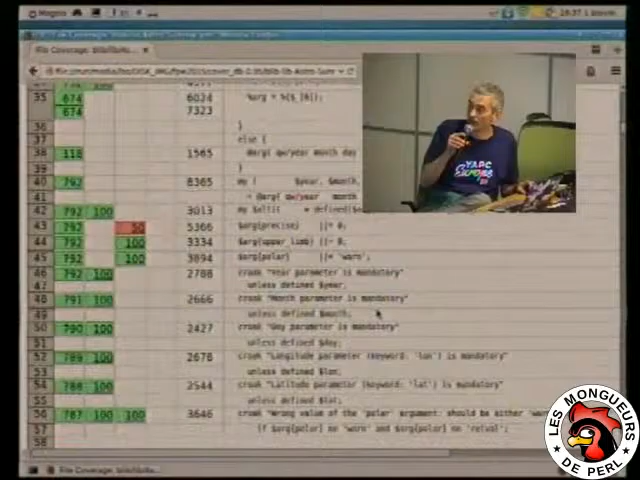 Mageia
File Coverage:
35 674 6024 %arg = %{$_[0]};
674 7323
36 }
37 else {
38 118 1565 @arg{ qw/year month day
39 }
40 792 8365 my ( $year, $month,
41 = @arg{ qw/year month
42 792 100 3013 defined
43 792 50 5366 $arg{precise} ||= 0;
44 792 100 3334 $arg{upper_limb} ||= 0;
45 792 100 3894 $arg{polar} ||= 'warn';
46 792 100 2788 croak "Year parameter is mandatory"
47 unless defined $year;
48 791 100 2666 croak "Month parameter is mandatory"
49 unless defined $month;
50 790 100 2427 croak "Day parameter is mandatory"
51 unless defined $day;
52 789 100 2678 croak "Longitude parameter (keyword: 'lon') is mandatory"
53 unless defined $lon;
54 788 100 2544 croak "Latitude parameter (keyword: 'lat') is mandatory"
55 unless defined $lat;
56 787 100 100 3646 croak "Wrong value of the 'polar' argument: should be either 'warn
57 if $arg{polar} ne 'warn' and $arg{polar} ne 'retval';
58
File Coverage:
YAPC
Europe
LES MONGUEURS
DE PERL